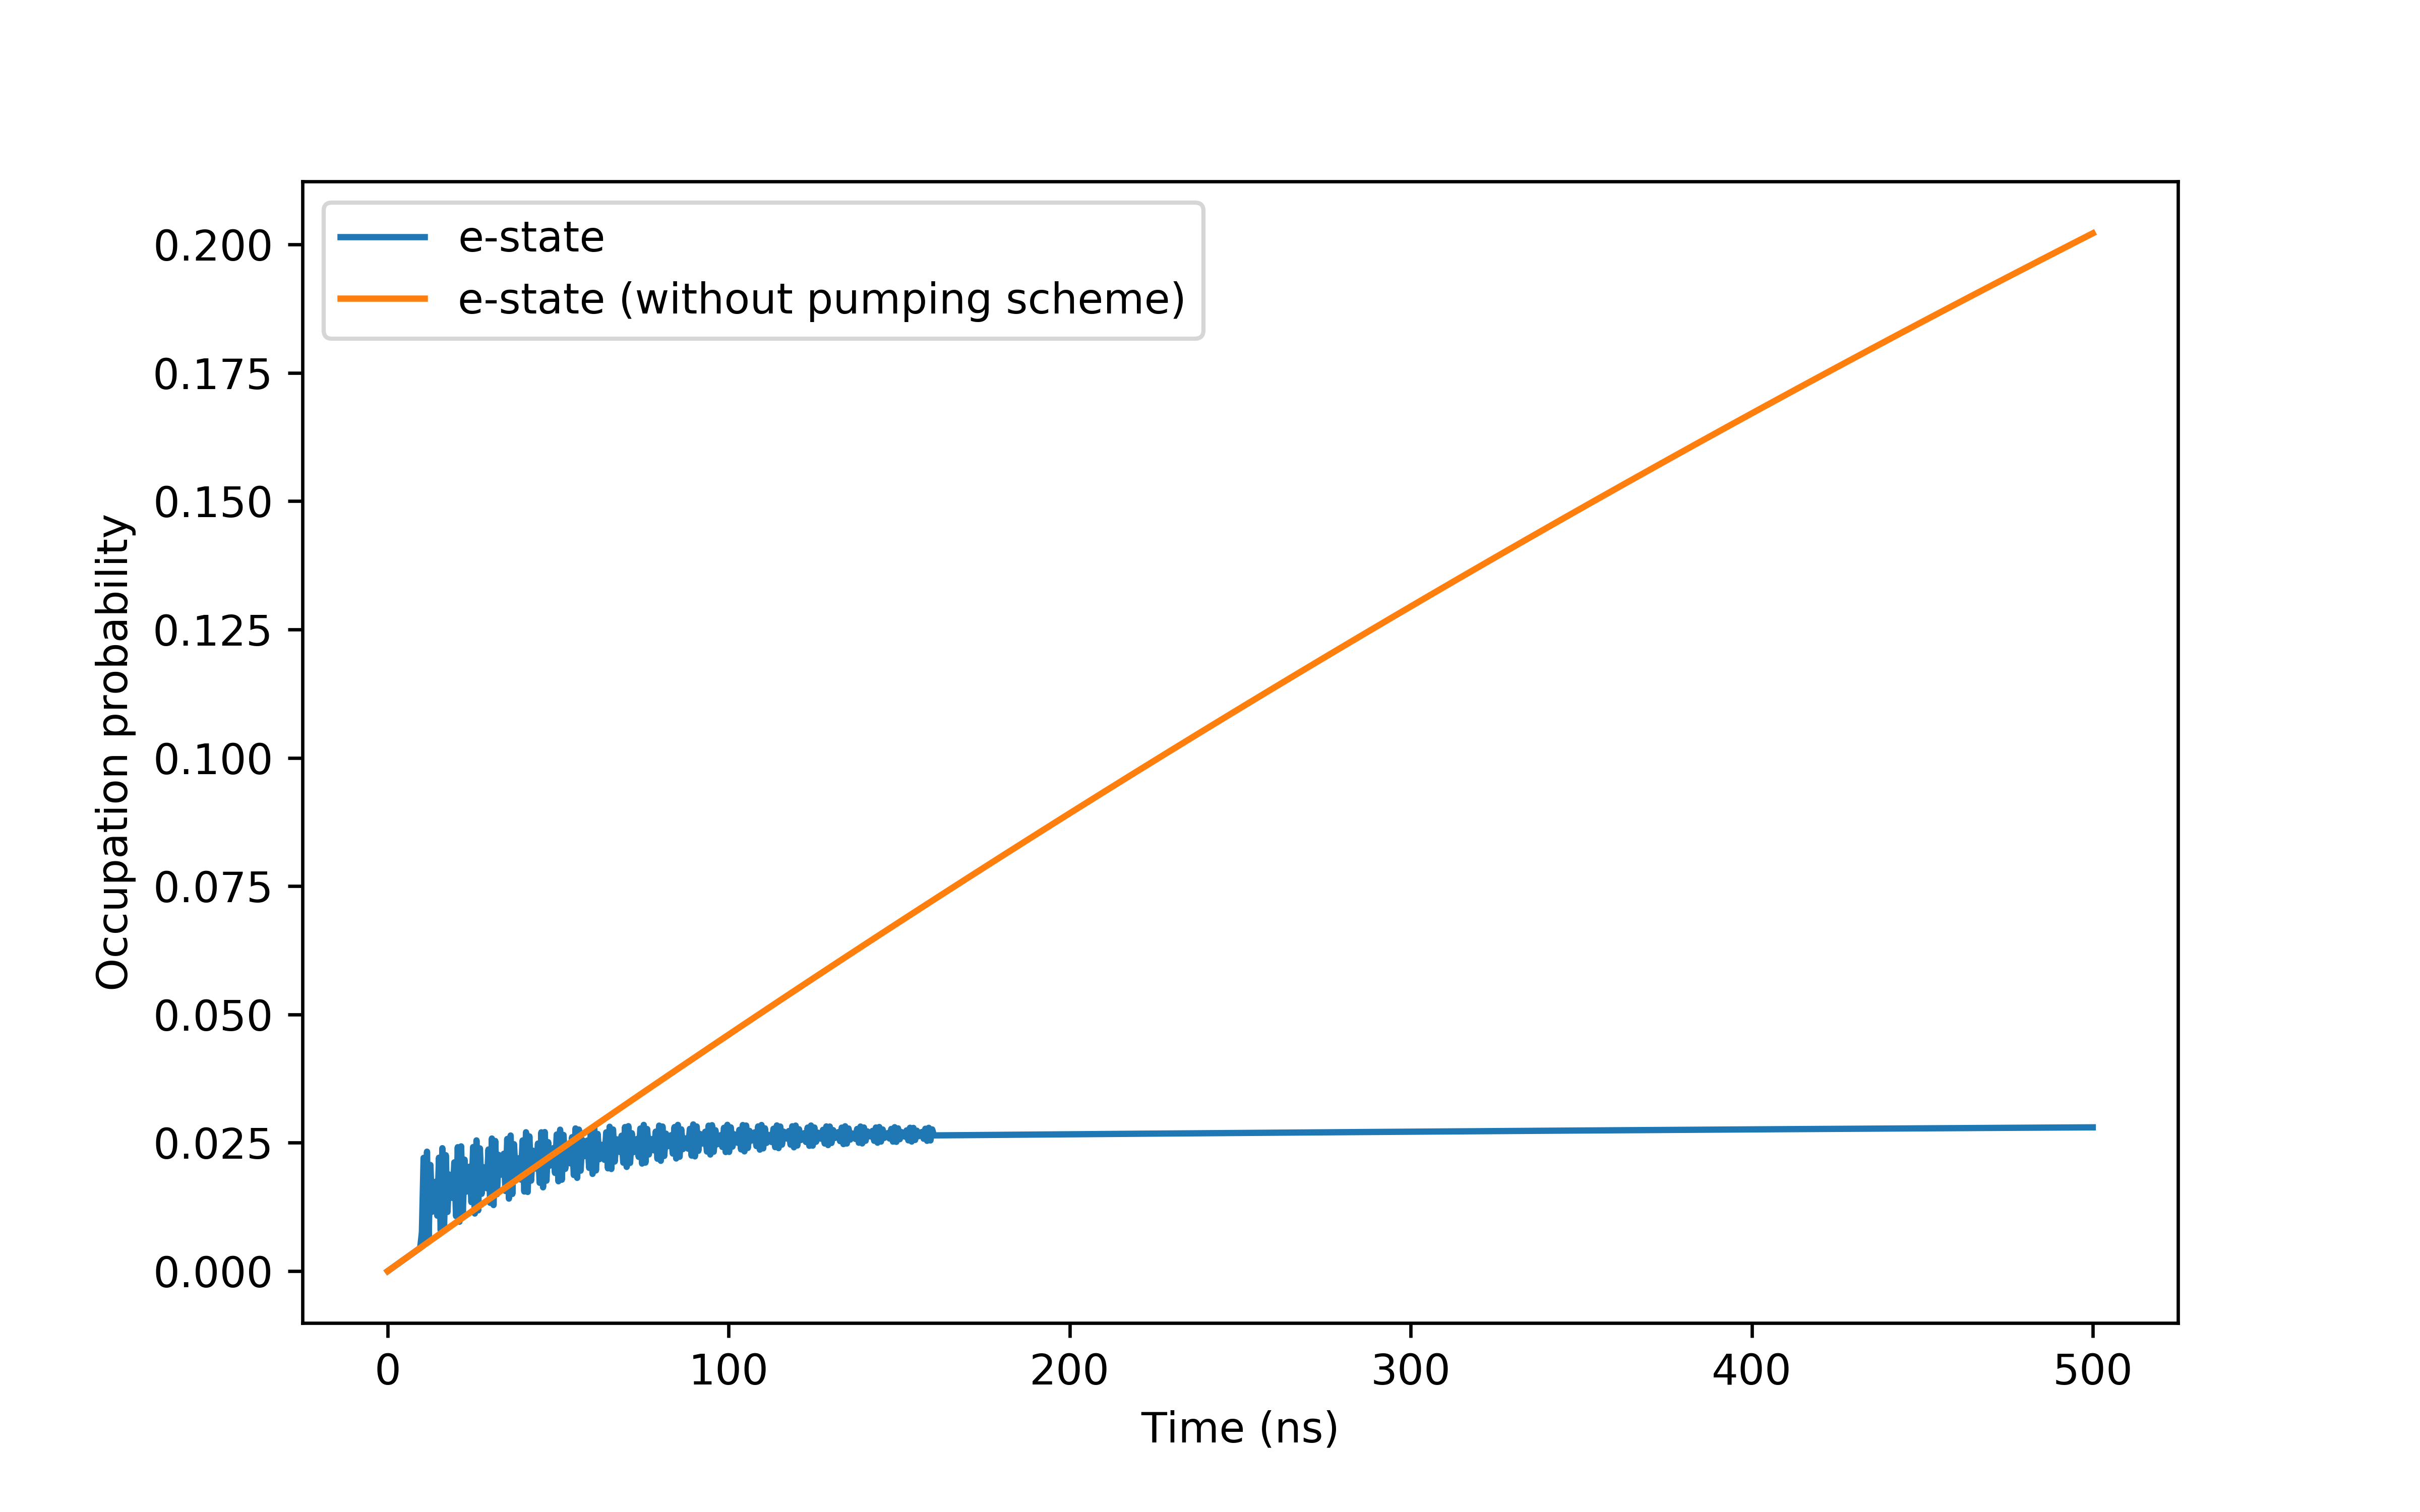 e-state
e-state (without pumping scheme)
0.200
0.175
0.150
0.125
0.100
0.075
0.050
0.025
0.000
Occupation probability
0 100 200 300 400 500
Time (ns)